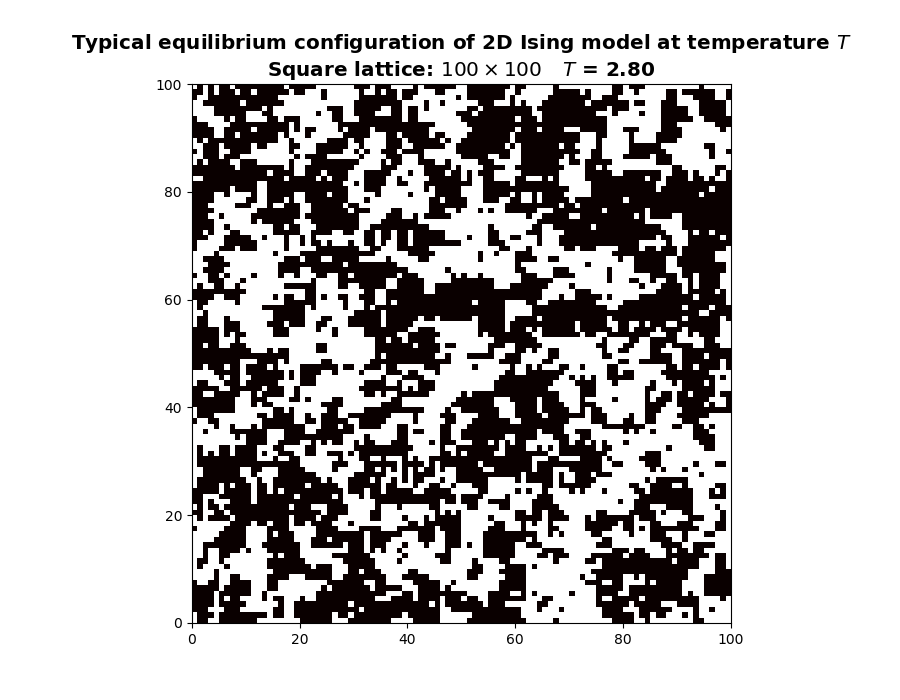 Typical equilibrium configuration of 2D Ising model at temperature T
Square lattice: 100 × 100 T = 2.80
100
80
60
40
20
0
0 20 40 60 80 100